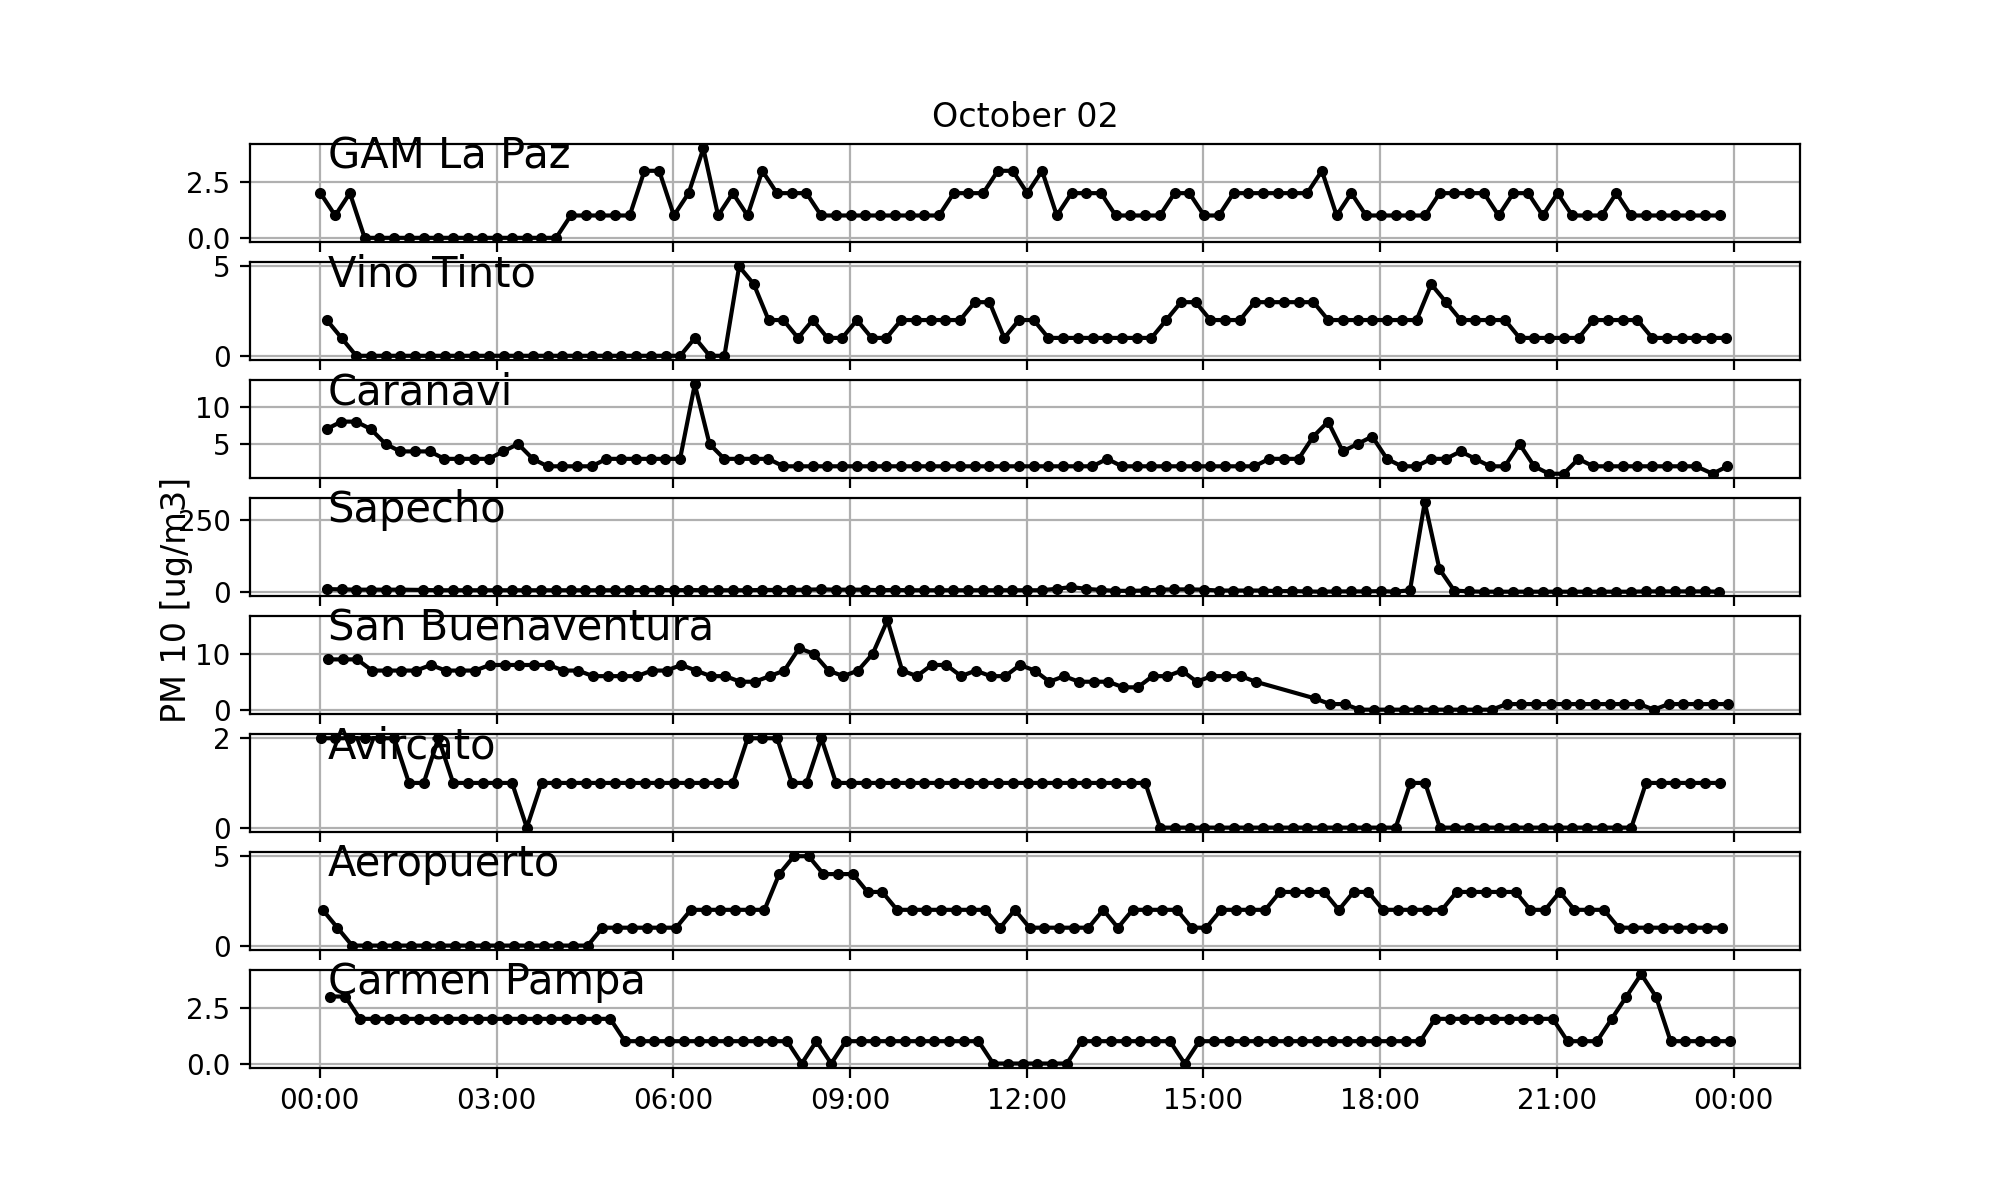 October 02
GAM La Paz
2.5
0.0
Vino Tinto
5
0
Caranavi
10
5
Sapecho
250
0
PM 10 [ug/m3]
San Buenaventura
10
0
Avircato
2
0
Aeropuerto
5
0
Carmen Pampa
2.5
0.0
00:00 03:00 06:00 09:00 12:00 15:00 18:00 21:00 00:00